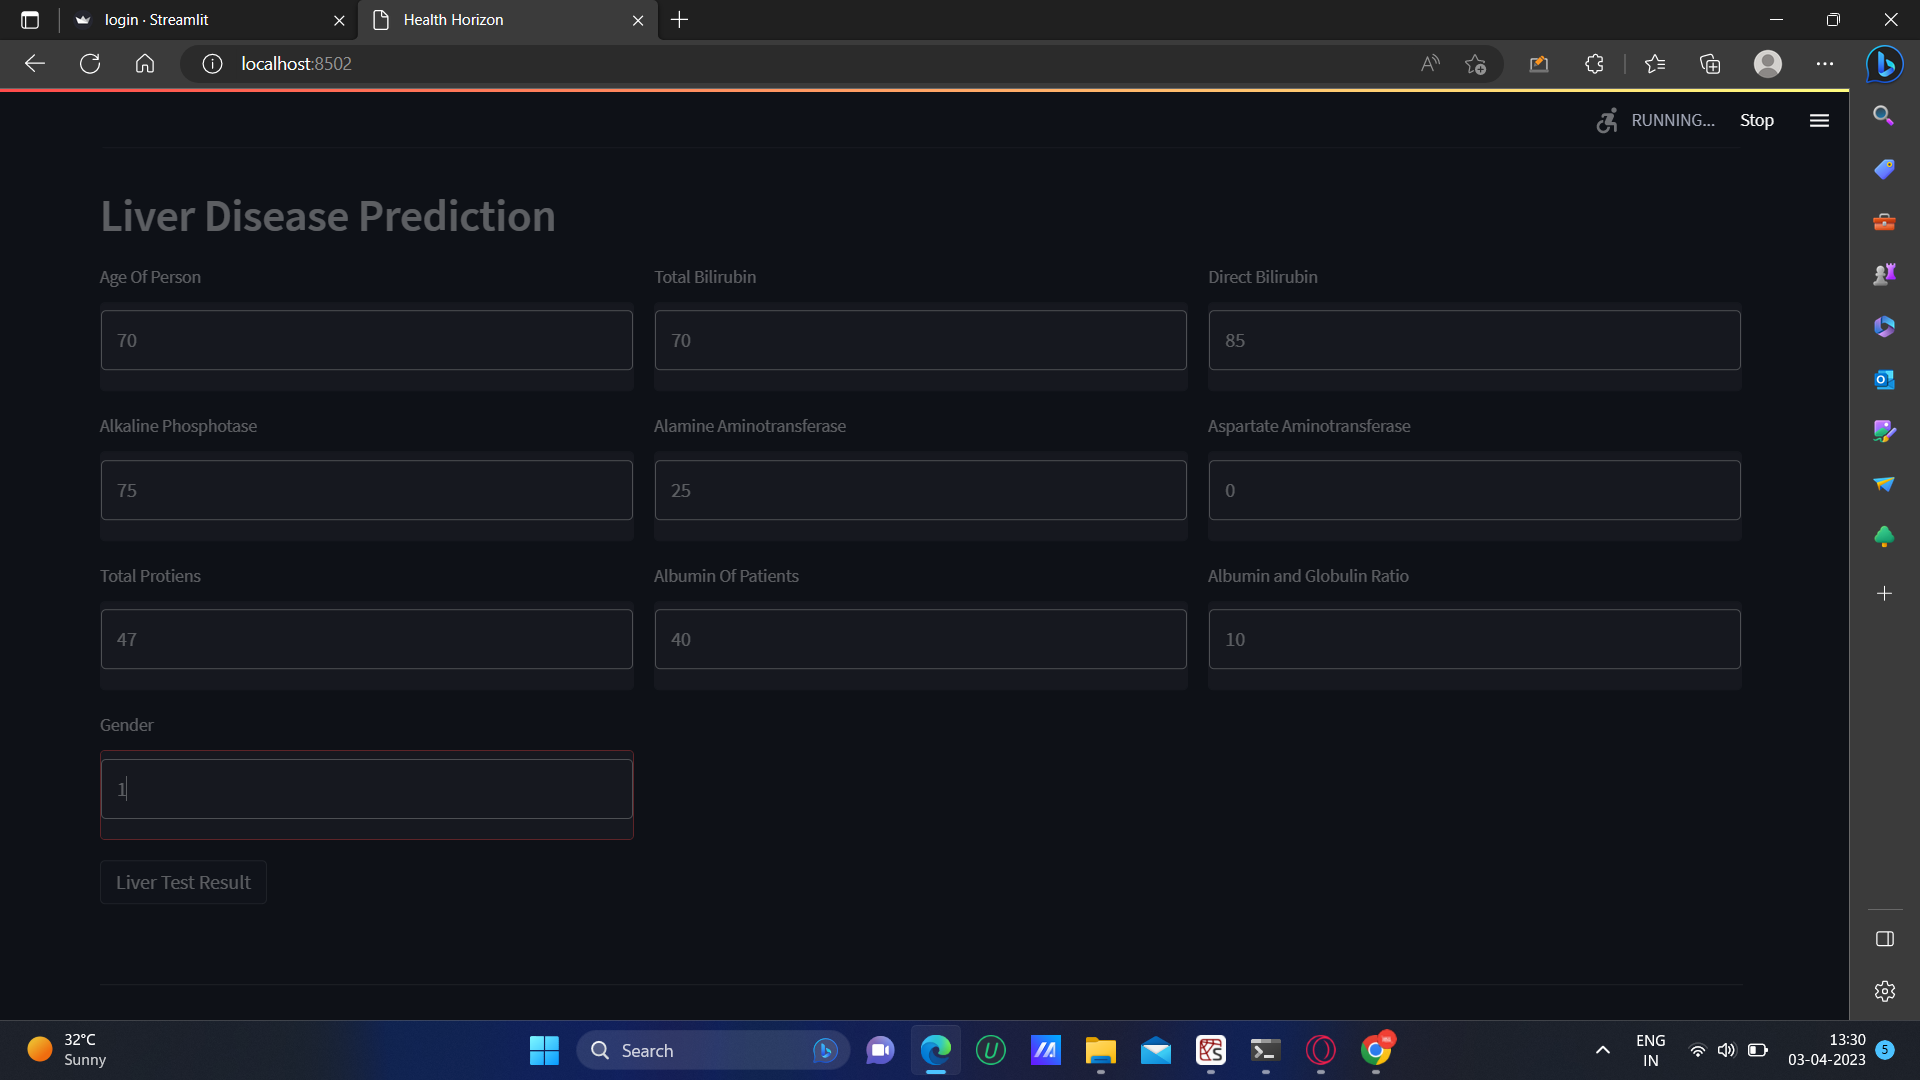 login · Streamlit
Health Horizon
localhost:8502
RUNNING...
Stop
Liver Disease Prediction
Age Of Person
Total Bilirubin
Direct Bilirubin
70
70
85
Alkaline Phosphotase
Alamine Aminotransferase
Aspartate Aminotransferase
75
25
0
Total Protiens
Albumin Of Patients
Albumin and Globulin Ratio
47
40
10
Gender
1
Liver Test Result
32°C
Sunny
Search
ENG
IN
13:30
03-04-2023
5